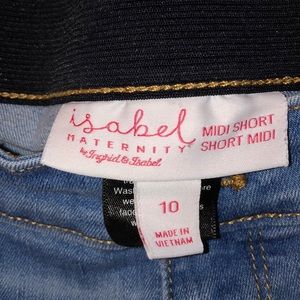 isabel
MATERNITY
by Ingrid & Isabel
MIDI SHORT
SHORT MIDI
10
MADE IN
VIETNAM